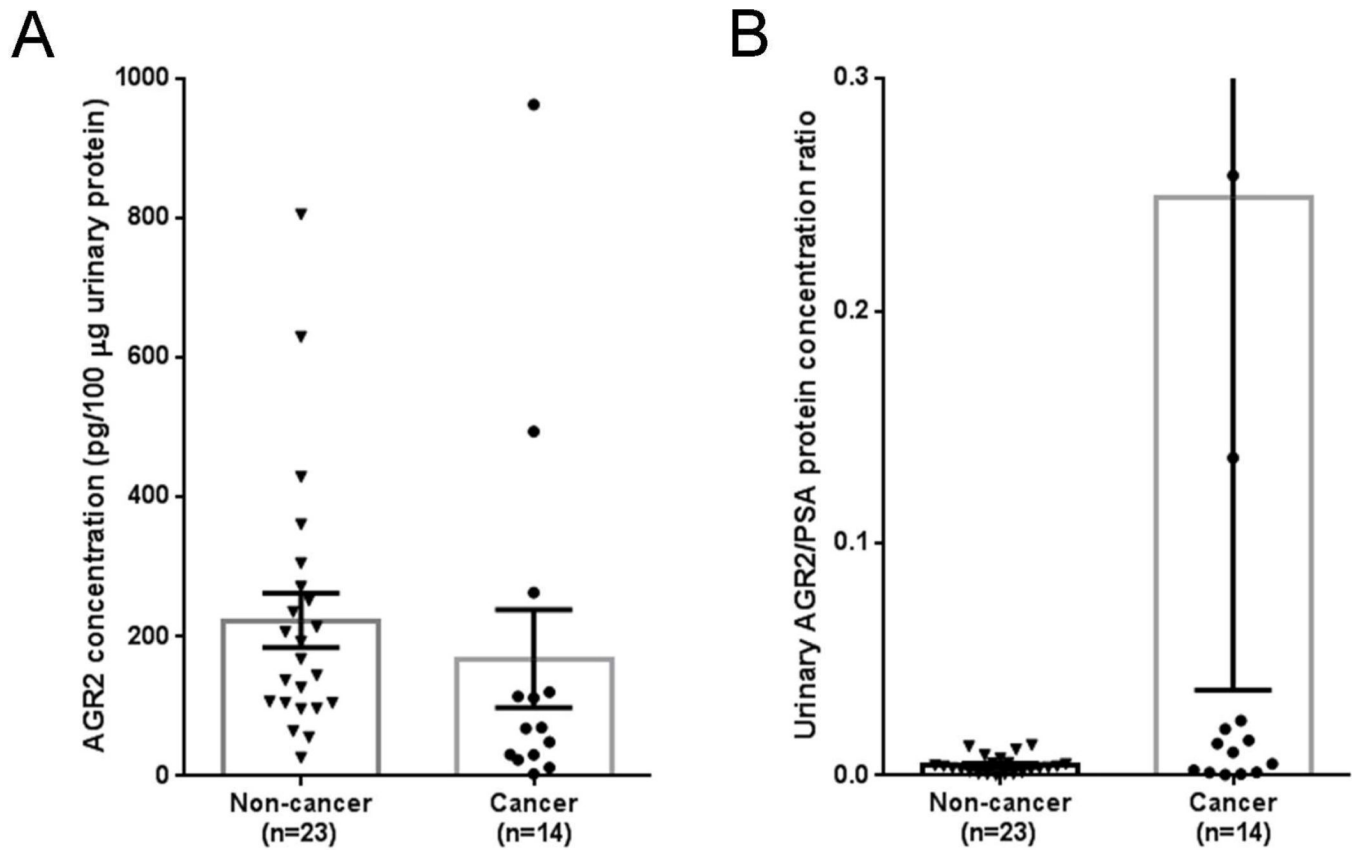 A
AGR2 concentration (pg/100 µg urinary protein)
1000
800
600
400
200
0
Non-cancer
(n=23)
Cancer
(n=14)
B
Urinary AGR2/PSA protein concentration ratio
0.3
0.2
0.1
0.0
Non-cancer
(n=23)
Cancer
(n=14)